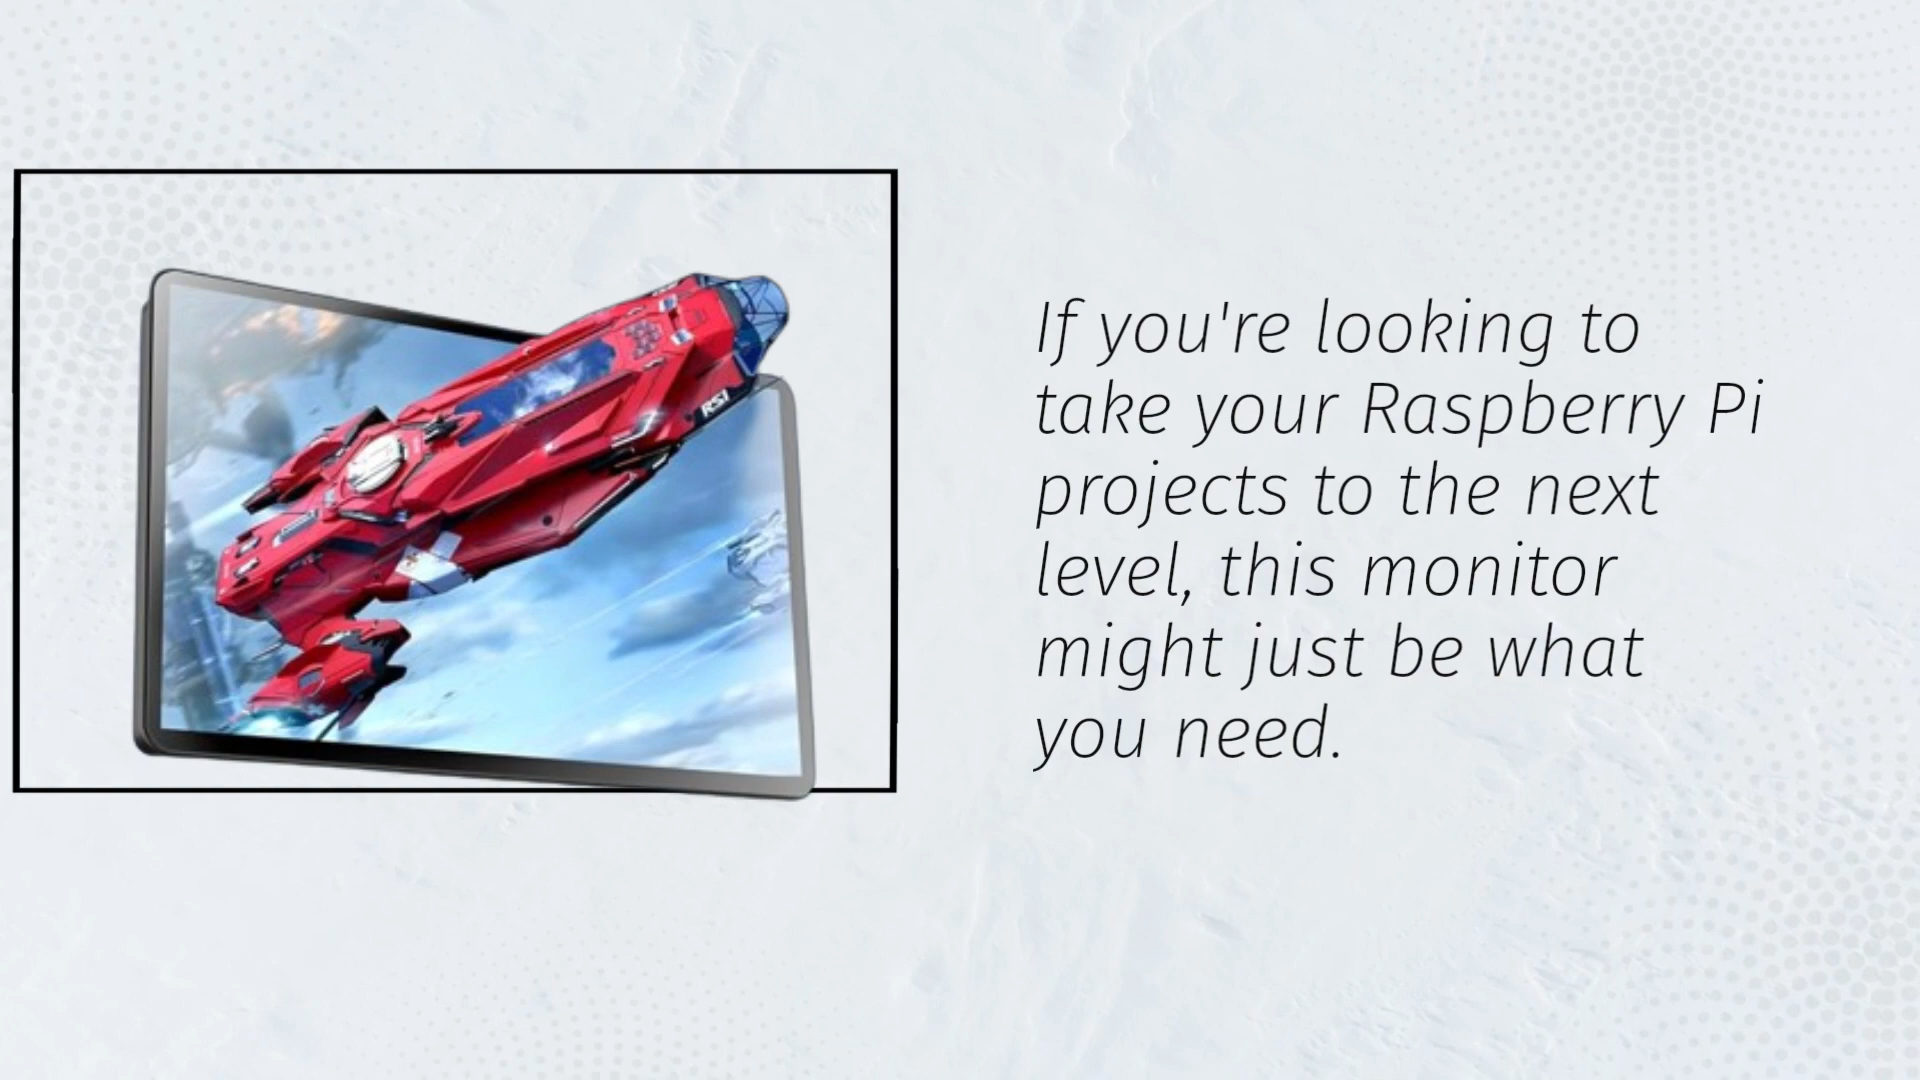 RSI
If you're looking to
take your Raspberry Pi
projects to the next
level, this monitor
might just be what
you need.